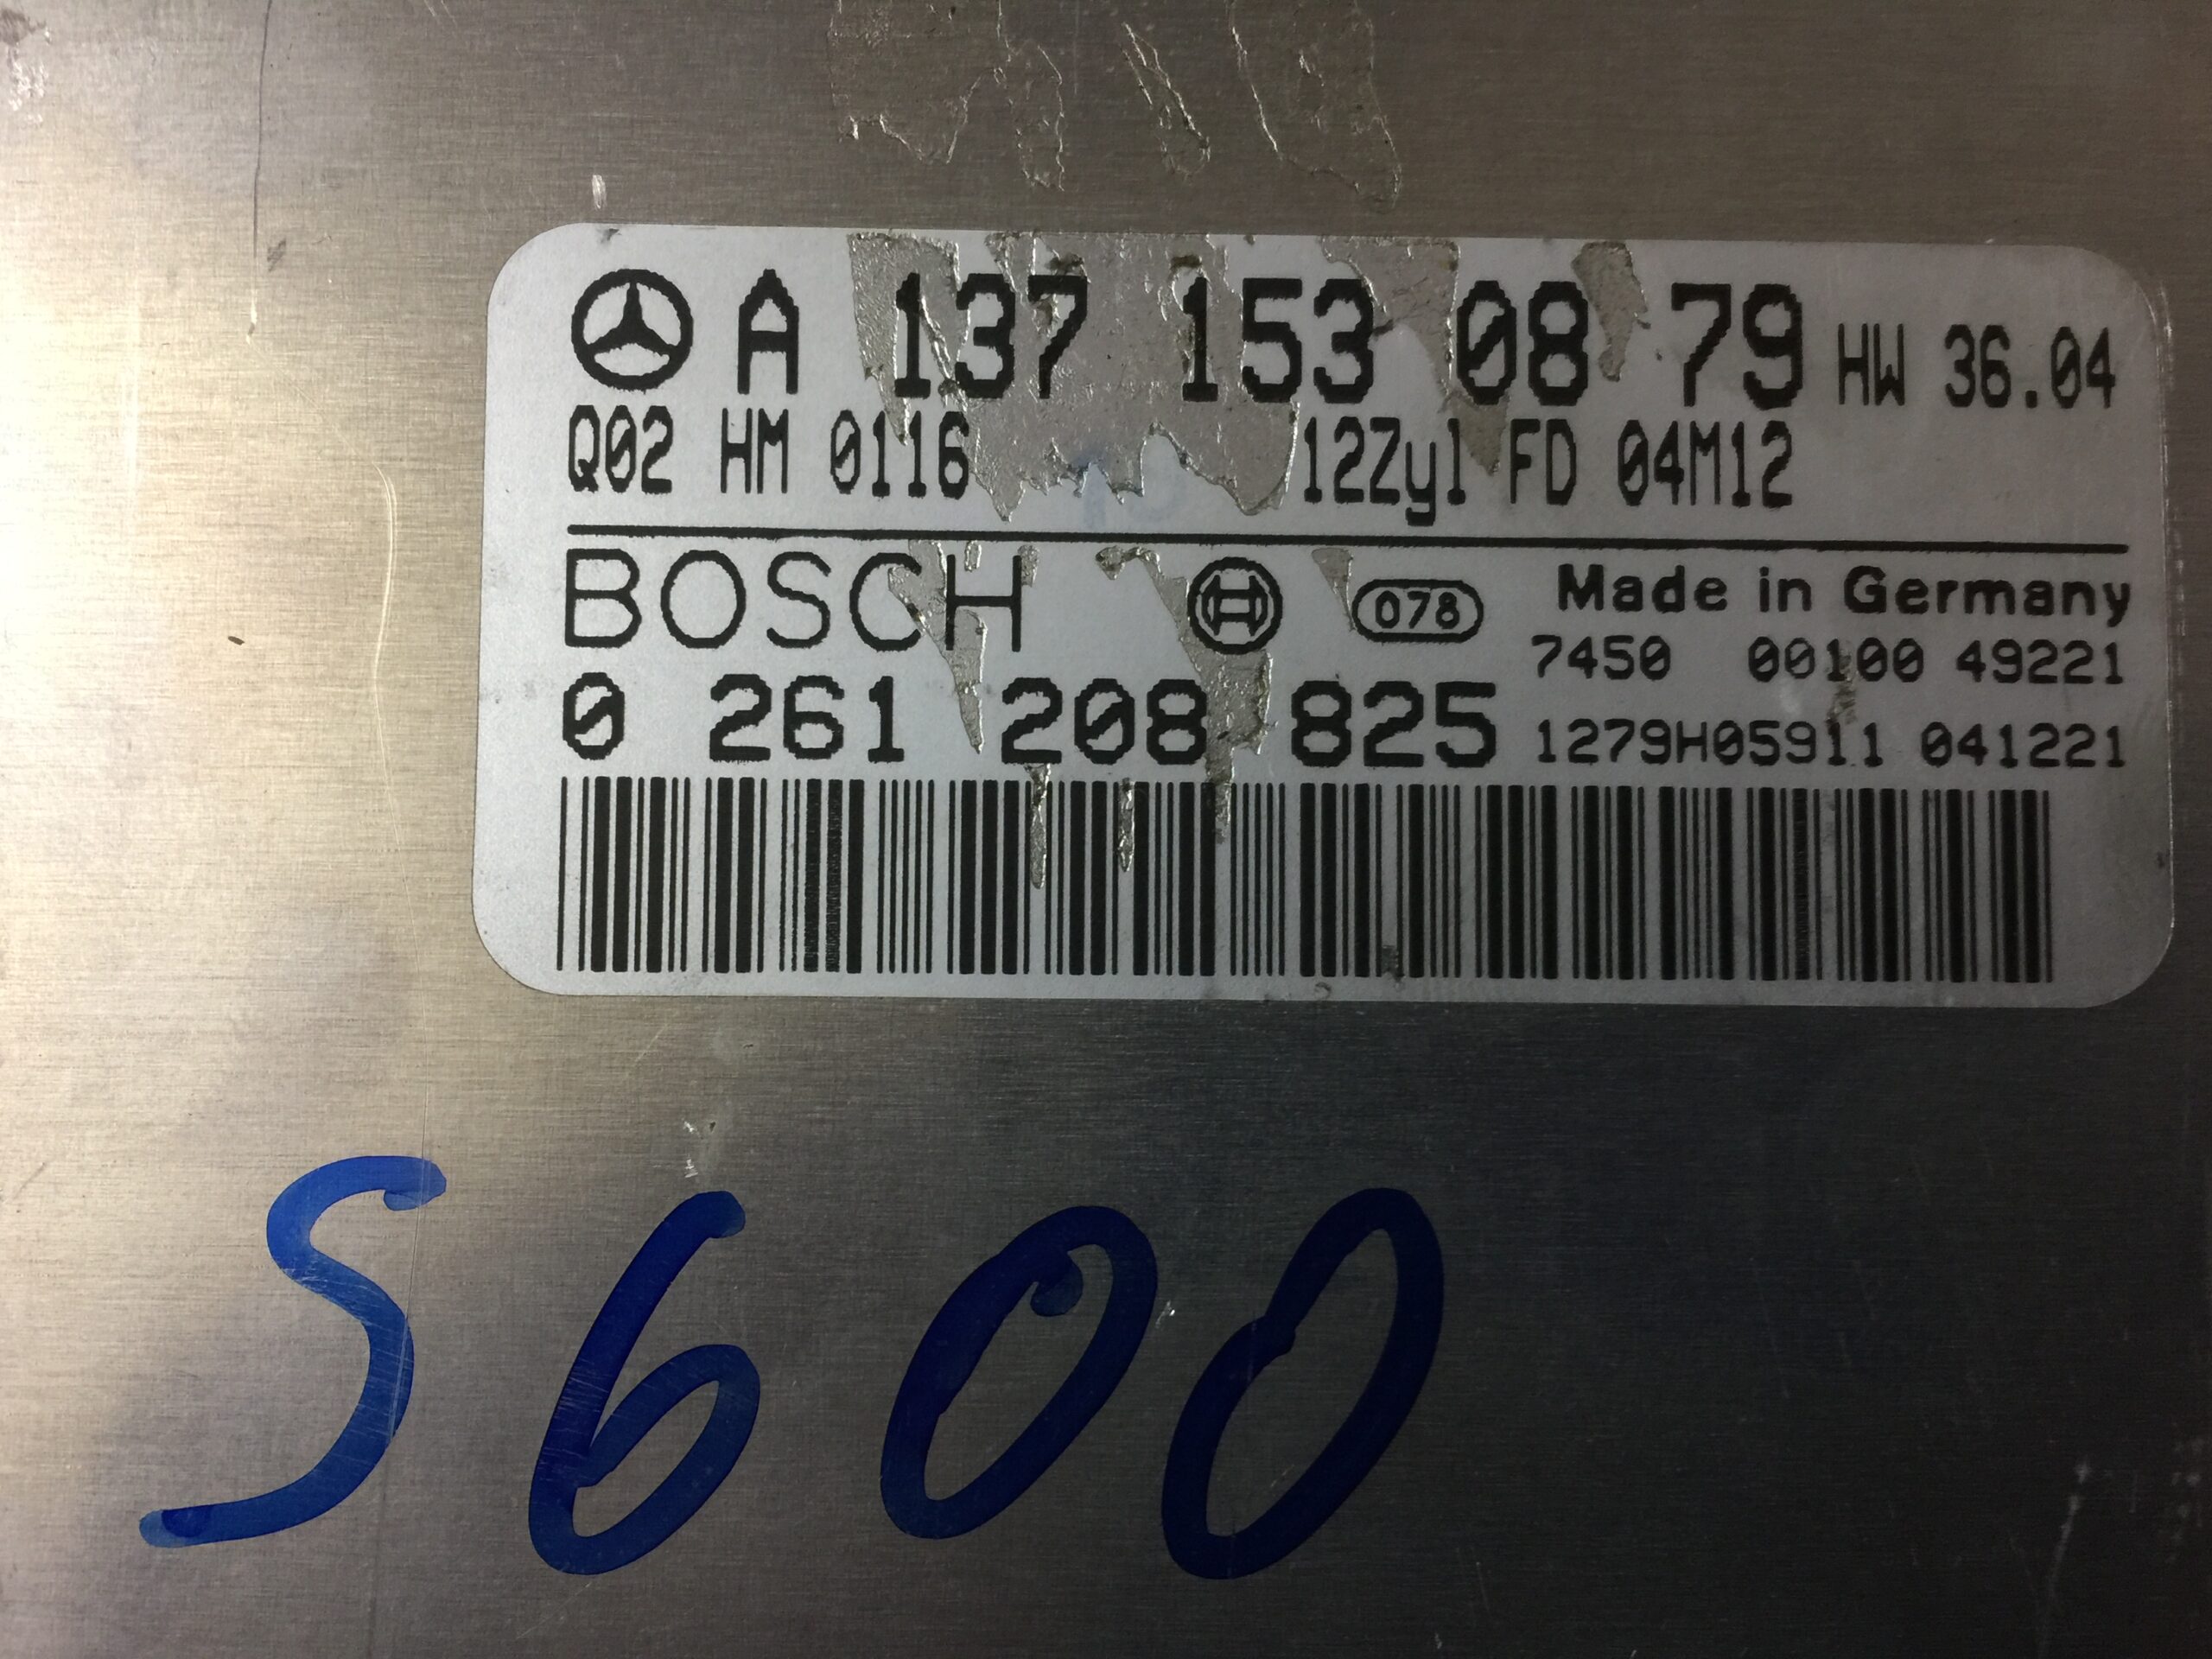 A 137 153 08 79 HW 36.04
Q02 HM 0116 12Zyl FD 04M12
BOSCH 078 Made in Germany
7450 00100 49221
0 261 208 825 1279H05911 041221
S600